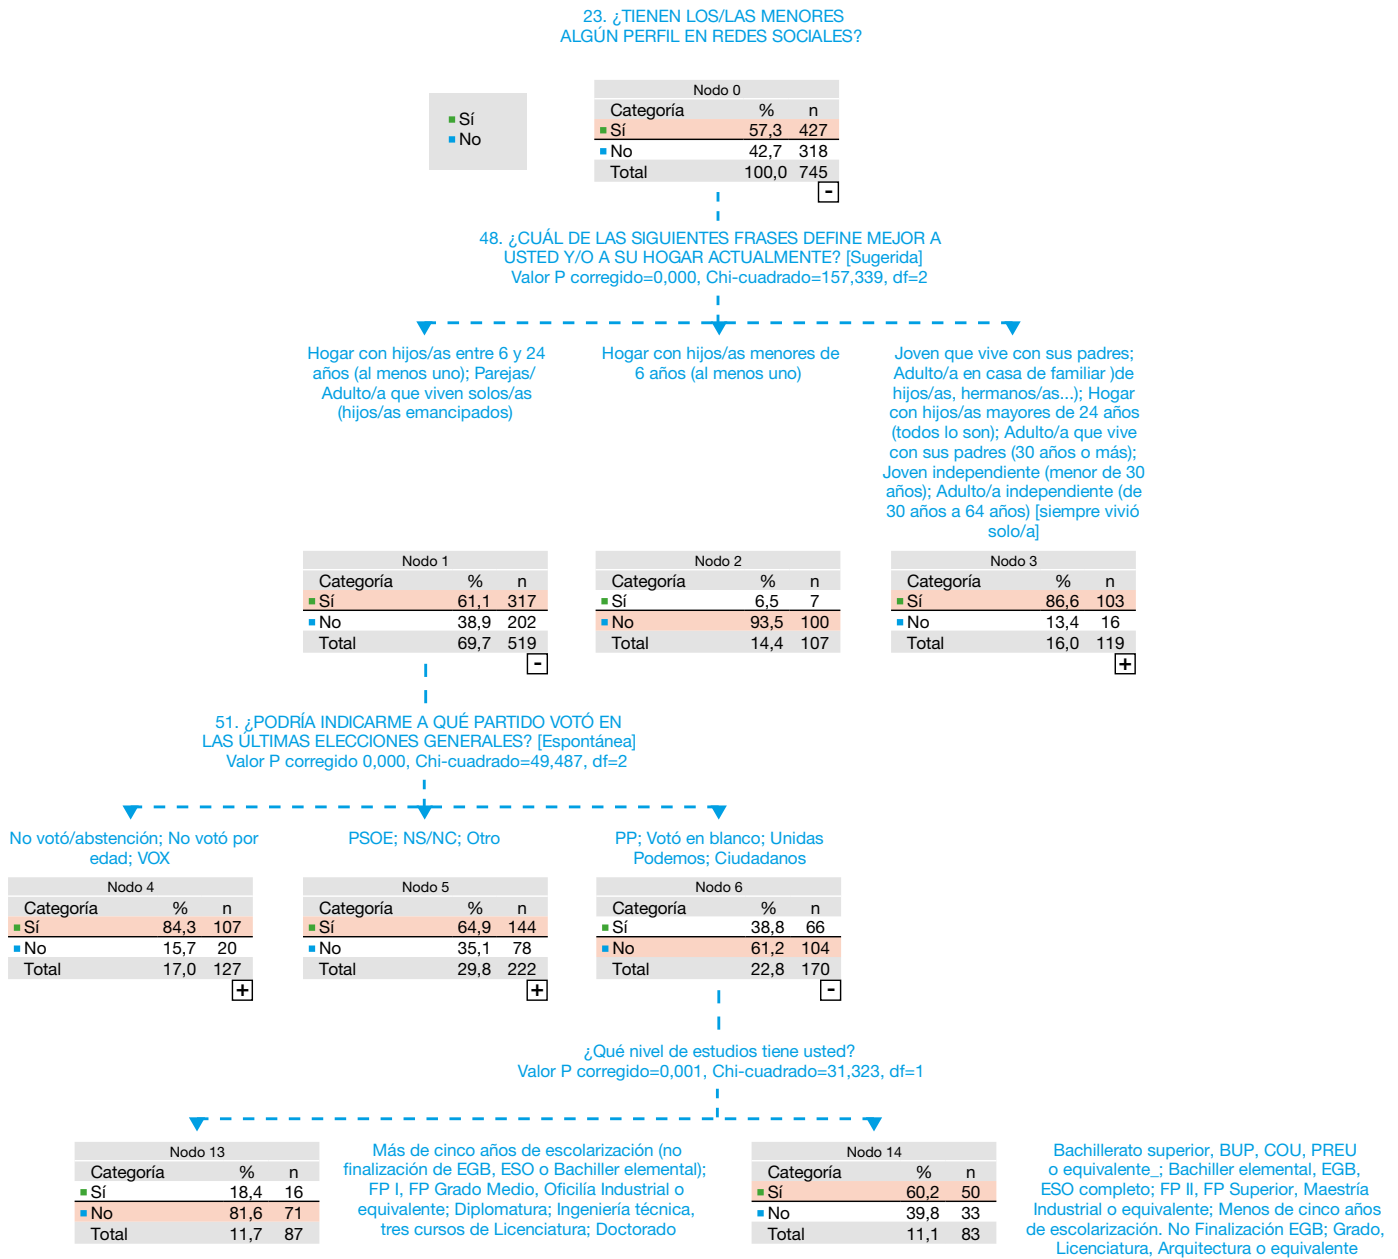 23. ¿TIENEN LOS/LAS MENORES
ALGÚN PERFIL EN REDES SOCIALES?
Sí
No
Nodo 0
Categoría % n
Sí 57,3 427
No 42,7 318
Total 100,0 745
-
48. ¿CUÁL DE LAS SIGUIENTES FRASES DEFINE MEJOR A
USTED Y/O A SU HOGAR ACTUALMENTE? [Sugerida]
Valor P corregido=0,000, Chi-cuadrado=157,339, df=2
Hogar con hijos/as entre 6 y 24
años (al menos uno); Parejas/
Adulto/a que viven solos/as
(hijos/as emancipados)
Hogar con hijos/as menores de
6 años (al menos uno)
Joven que vive con sus padres;
Adulto/a en casa de familiar )de
hijos/as, hermanos/as...); Hogar
con hijos/as mayores de 24 años
(todos lo son); Adulto/a que vive
con sus padres (30 años o más);
Joven independiente (menor de 30
años); Adulto/a independiente (de
30 años a 64 años) [siempre vivió
solo/a]
Nodo 1
Categoría % n
Sí 61,1 317
No 38,9 202
Total 69,7 519
-
Nodo 2
Categoría % n
Sí 6,5 7
No 93,5 100
Total 14,4 107
Nodo 3
Categoría % n
Sí 86,6 103
No 13,4 16
Total 16,0 119
+
51. ¿PODRÍA INDICARME A QUÉ PARTIDO VOTÓ EN
LAS ÚLTIMAS ELECCIONES GENERALES? [Espontánea]
Valor P corregido 0,000, Chi-cuadrado=49,487, df=2
No votó/abstención; No votó por
edad; VOX
PSOE; NS/NC; Otro
PP; Votó en blanco; Unidas
Podemos; Ciudadanos
Nodo 4
Categoría % n
Sí 84,3 107
No 15,7 20
Total 17,0 127
+
Nodo 5
Categoría % n
Sí 64,9 144
No 35,1 78
Total 29,8 222
+
Nodo 6
Categoría % n
Sí 38,8 66
No 61,2 104
Total 22,8 170
-
¿Qué nivel de estudios tiene usted?
Valor P corregido=0,001, Chi-cuadrado=31,323, df=1
Nodo 13
Categoría % n
Sí 18,4 16
No 81,6 71
Total 11,7 87
Más de cinco años de escolarización (no
finalización de EGB, ESO o Bachiller elemental);
FP I, FP Grado Medio, Oficilía Industrial o
equivalente; Diplomatura; Ingeniería técnica,
tres cursos de Licenciatura; Doctorado
Nodo 14
Categoría % n
Sí 60,2 50
No 39,8 33
Total 11,1 83
Bachillerato superior, BUP, COU, PREU
o equivalente_; Bachiller elemental, EGB,
ESO completo; FP II, FP Superior, Maestría
Industrial o equivalente; Menos de cinco años
de escolarización. No Finalización EGB; Grado,
Licenciatura, Arquitectura o equivalente